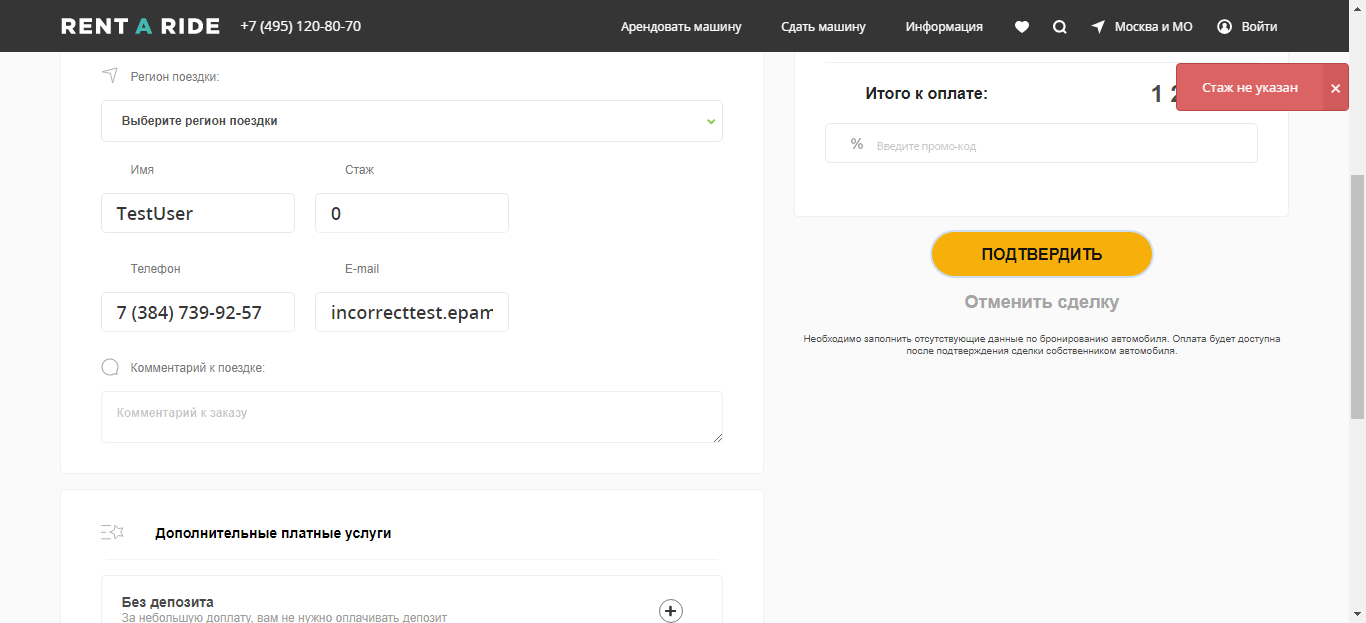 RENT A RIDE +7 (495) 120-80-70 Арендовать машину Сдать машину Информация Москва и МО Войти
Регион поездки:
Выберите регион поездки
Имя Стаж
TestUser 0
Телефон E-mail
7 (384) 739-92-57 incorrecttest.epam
Комментарий к поездке:
Комментарий к заказу
Дополнительные платные услуги
Без депозита
За небольшую доплату, вам не нужно оплачивать депозит
Стаж не указан ×
Итого к оплате: 1
% Введите промо-код
ПОДТВЕРДИТЬ
Отменить сделку
Необходимо заполнить отсутствующие данные по бронированию автомобиля. Оплата будет доступна
после подтверждения сделки собственником автомобиля.